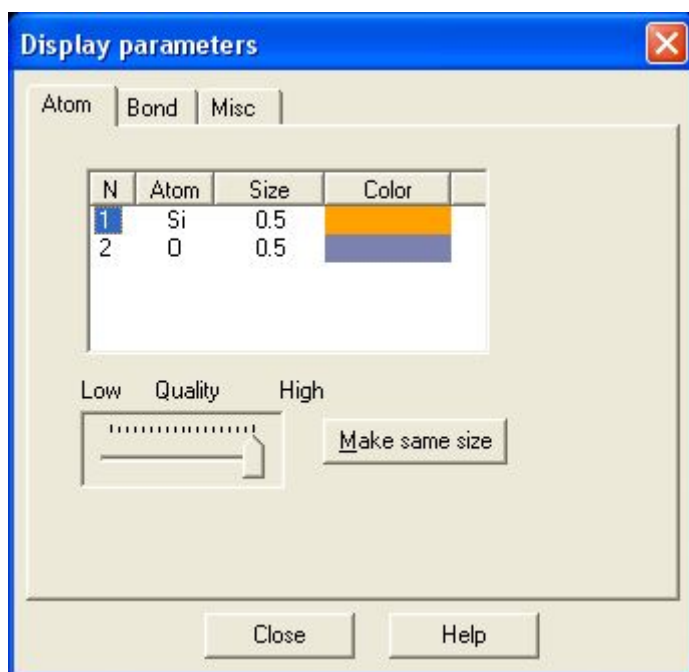 Display parameters
Atom Bond Misc
N Atom Size Color
1 Si 0.5
2 O 0.5
Low Quality High
Make same size
Close Help